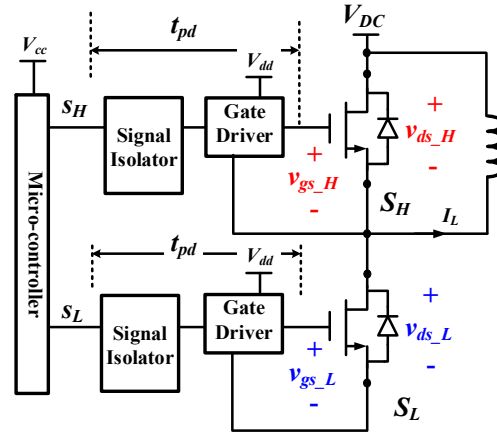 t_pd
V_DC
V_cc
V_dd
s_H
Signal
Isolator
Gate
Driver
+
v_gs_H
-
+
v_ds_H
-
S_H
I_L
Micro-controller
t_pd
V_dd
s_L
Signal
Isolator
Gate
Driver
+
v_gs_L
-
+
v_ds_L
-
S_L